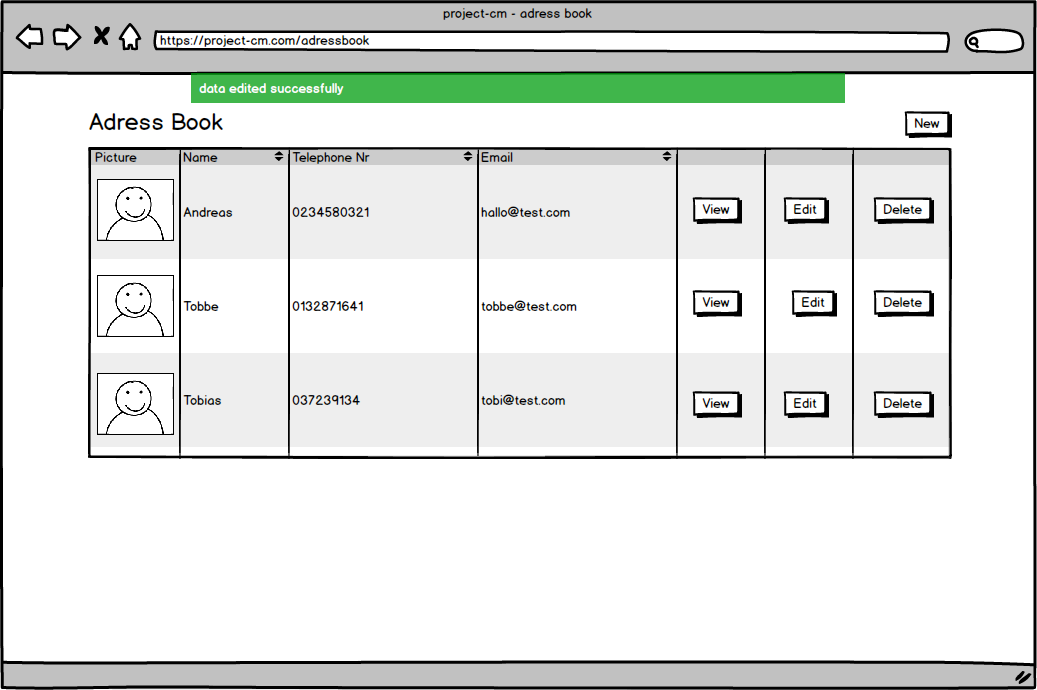 project-cm - adress book
https://project-cm.com/adressbook
data edited successfully
Adress Book
New
Picture Name Telephone Nr Email
Andreas 0234580321 hallo@test.com View Edit Delete
Tobbe 0132871641 tobbe@test.com View Edit Delete
Tobias 037239134 tobi@test.com View Edit Delete